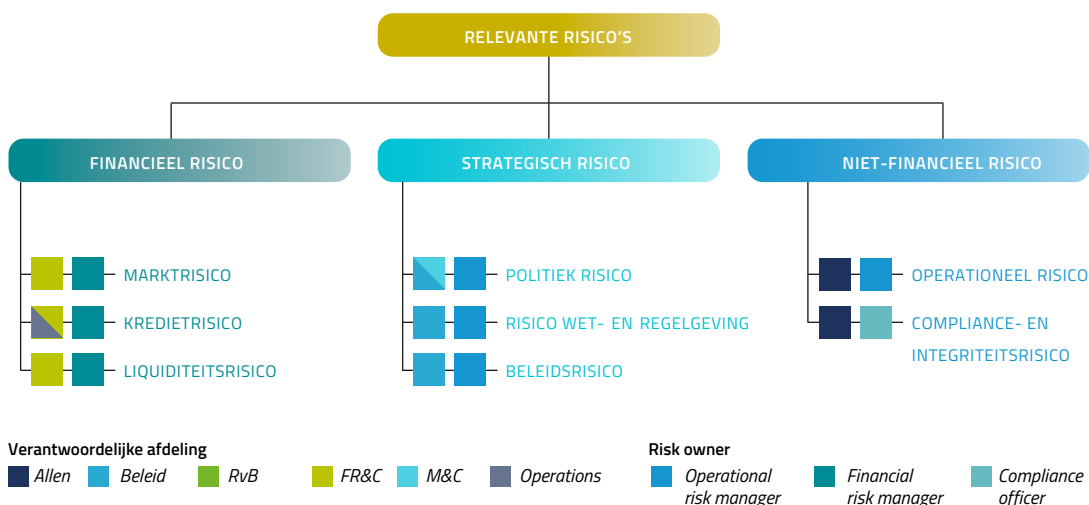 RELEVANTE RISICO'S
FINANCIEEL RISICO
STRATEGISCH RISICO
NIET-FINANCIEEL RISICO
MARKTRISICO
KREDIETRISICO
LIQUIDITEITSRISICO
POLITIEK RISICO
RISICO WET- EN REGELGEVING
BELEIDSRISICO
OPERATIONEEL RISICO
COMPLIANCE- EN
INTEGRITEITSRISICO
Verantwoordelijke afdeling
Allen
Beleid
RvB
FR&C
M&C
Operations
Risk owner
Operational
risk manager
Financial
risk manager
Compliance
officer